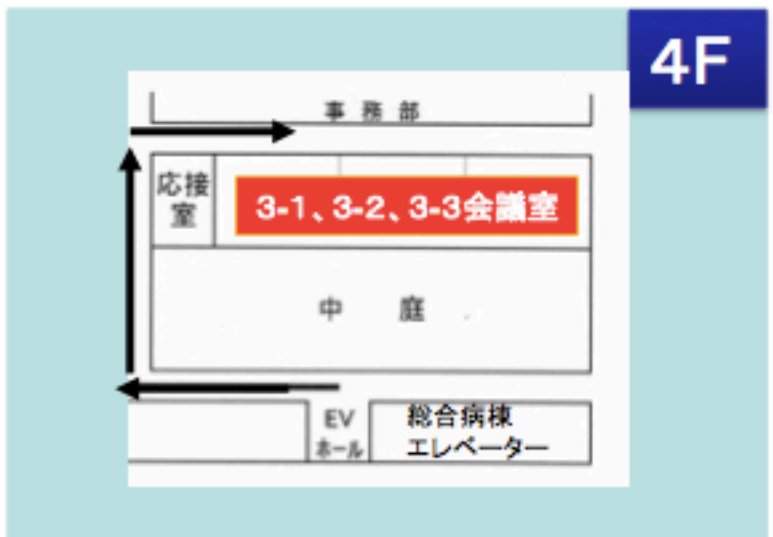 4F
事務部
応接
室
3-1、3-2、3-3会議室
中庭
EV
ホール
総合病棟
エレベーター